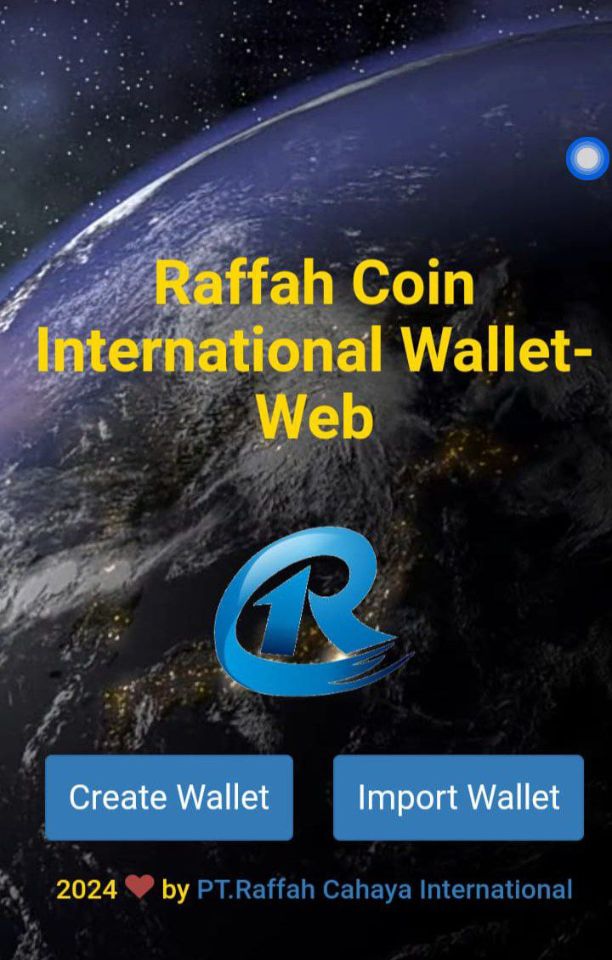 Raffah Coin
International Wallet-
Web
Create Wallet
Import Wallet
2024 ❤ by PT.Raffah Cahaya International